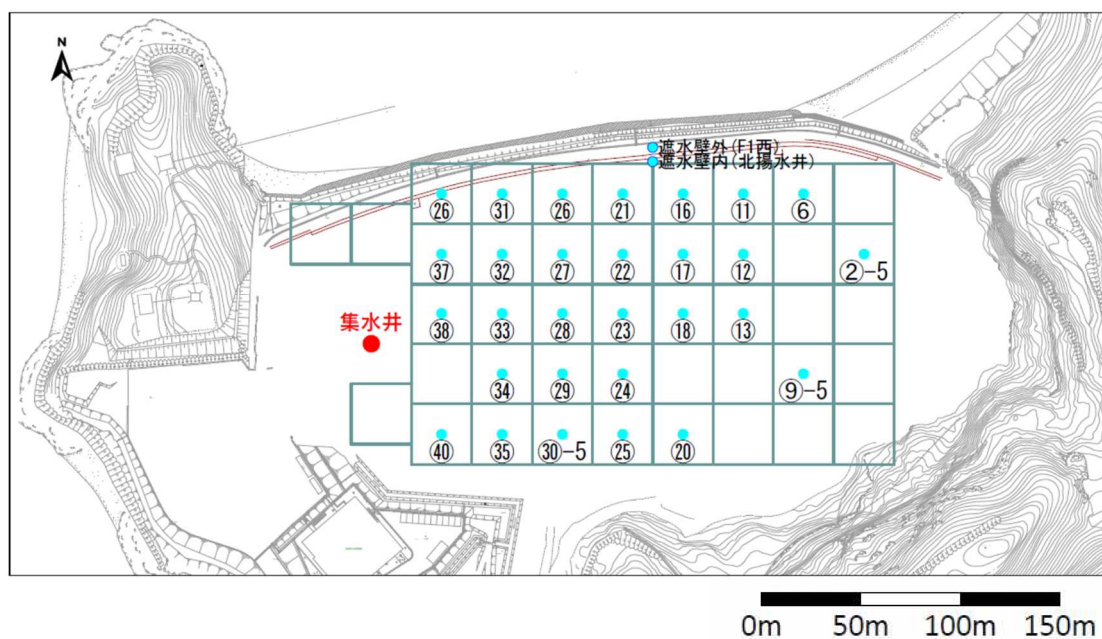 N
遮水壁外(F1西)
遮水壁内(北揚水井)
㉖ ㉛ ㉖ ㉑ ⑯ ⑪ ⑥
㊲ ㉜ ㉗ ㉒ ⑰ ⑫ ②-5
集水井
㊳ ㉝ ㉘ ㉓ ⑱ ⑬
㉞ ㉙ ㉔ ⑨-5
㊵ ㉟ ㉚-5 ㉕ ⑳
0m 50m 100m 150m